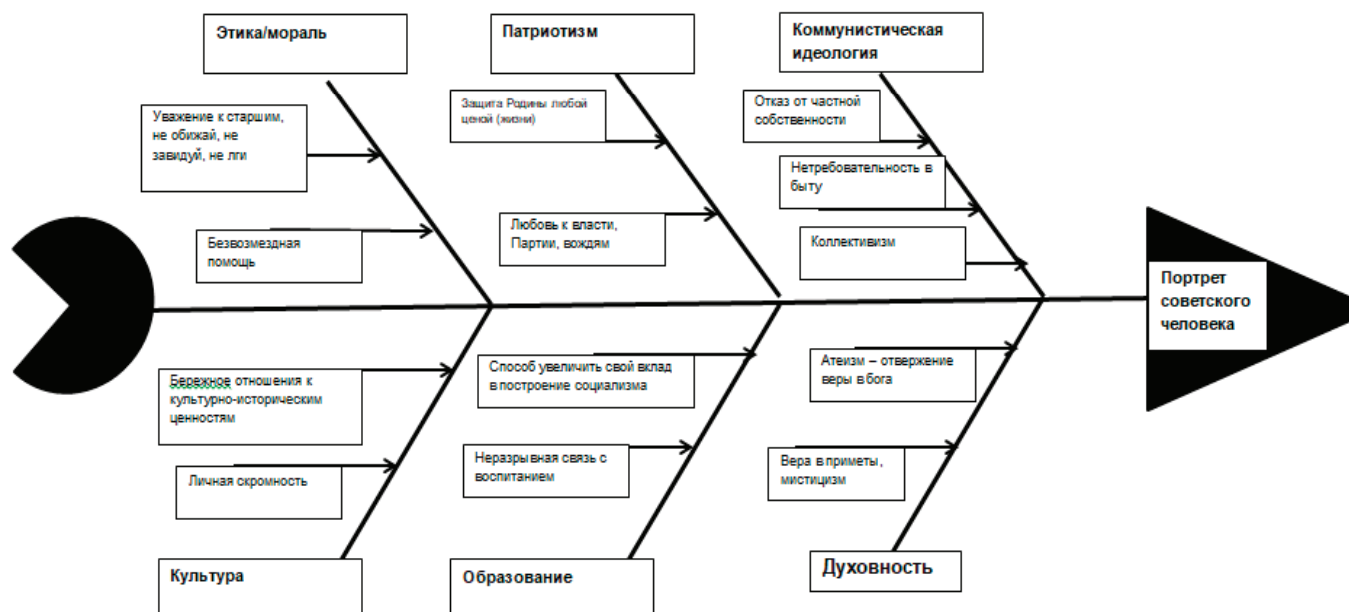 Этика/мораль
Патриотизм
Коммунистическая
идеология
Уважение к старшим,
не обижай, не
завидуй, не лги
Защита Родины любой
ценой (жизни)
Отказ от частной
собственности
Нетребовательность в
быту
Безвозмездная
помощь
Любовь к власти,
Партии, вождям
Коллективизм
Портрет
советского
человека
Бережное отношения к
культурно-историческим
ценностям
Способ увеличить свой вклад
в построение социализма
Атеизм – отвержение
веры в бога
Личная скромность
Неразрывная связь с
воспитанием
Вера в приметы,
мистицизм
Культура
Образование
Духовность